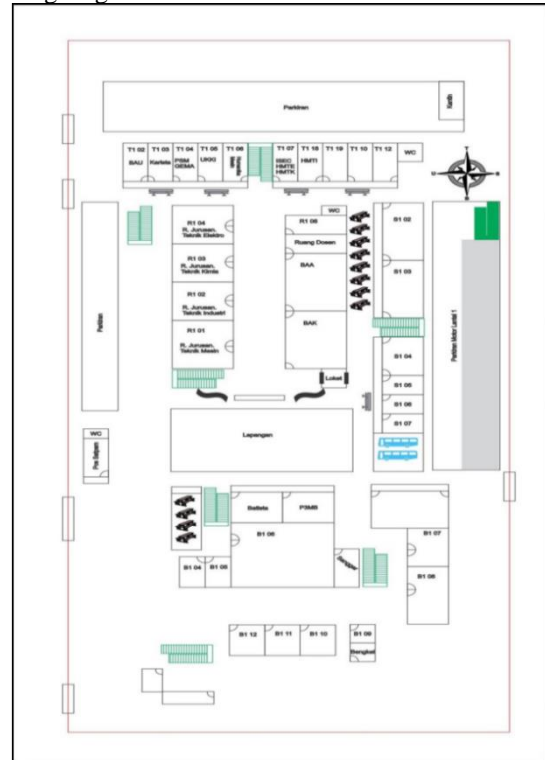 Parkiran
Kantin
T1 02
BAU
T1 03
Kartela
T1 04
PSM
GEMA
T1 05
UKKI
T1 06
T1 07
BSEC
HMTE
HMTK
T1 18
HMTI
T1 19
T1 10
T1 12
WC
R1 04
R. Jurusan,
Teknik Elektro
R1 03
R. Jurusan,
Teknik Kimia
R1 02
R. Jurusan,
Teknik Industri
R1 01
R. Jurusan,
Teknik Mesin
WC
R1 06
Ruang Dosen
BAA
BAK
Loket
B1 02
B1 03
B1 04
B1 05
B1 06
B1 07
Parkiran Motor Lantai 1
Parkiran
Lapangan
WC
Pos Satpam
P3MB
B1 06
B1 04
B1 05
Sanggar
B1 07
B1 08
B1 12
B1 11
B1 10
B1 09
Bengkel